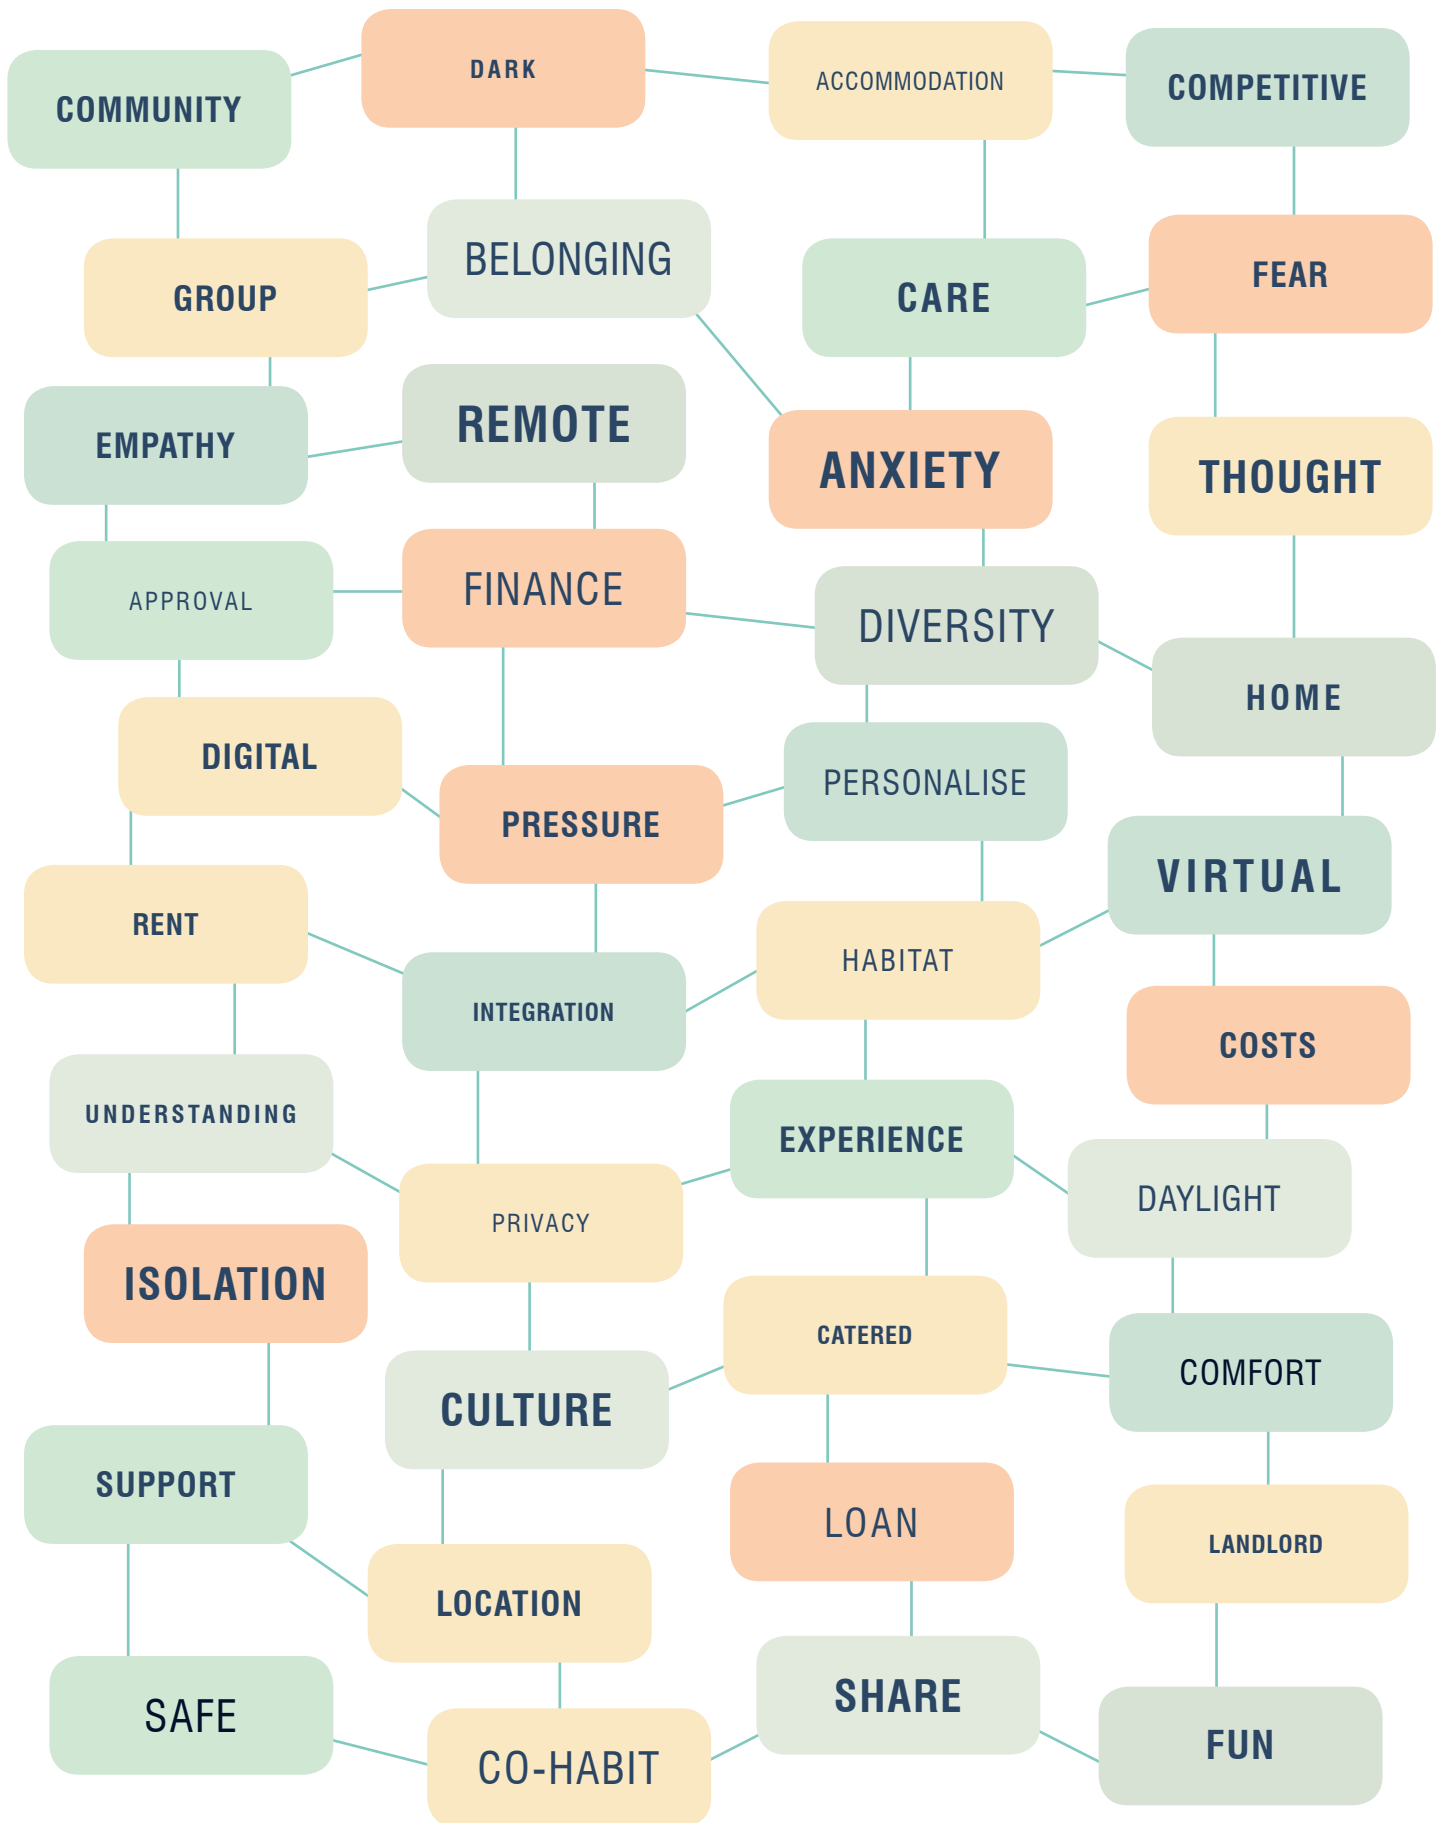 COMMUNITY
DARK
ACCOMMODATION
COMPETITIVE
GROUP
BELONGING
CARE
FEAR
EMPATHY
REMOTE
ANXIETY
THOUGHT
APPROVAL
FINANCE
DIVERSITY
HOME
DIGITAL
PRESSURE
PERSONALISE
VIRTUAL
RENT
INTEGRATION
HABITAT
COSTS
UNDERSTANDING
PRIVACY
EXPERIENCE
DAYLIGHT
ISOLATION
CULTURE
CATERED
COMFORT
SUPPORT
LOCATION
LOAN
LANDLORD
SAFE
CO-HABIT
SHARE
FUN